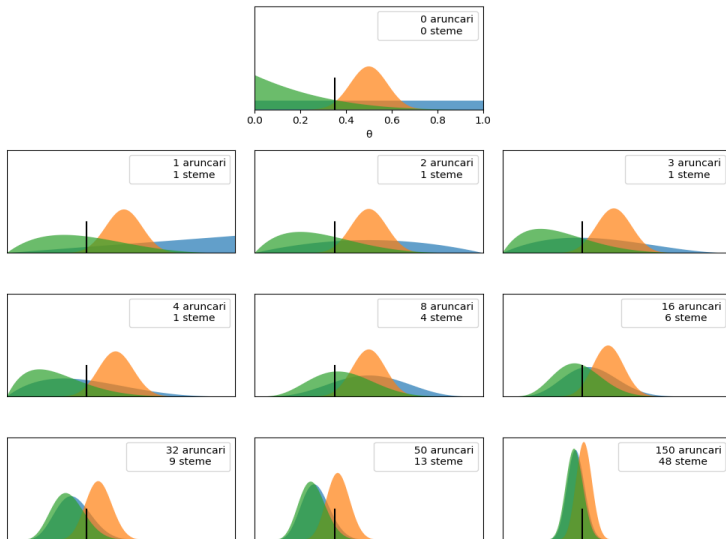 0 aruncari
0 steme
0.0 0.2 0.4 0.6 0.8 1.0
θ
1 aruncari
1 steme
2 aruncari
1 steme
3 aruncari
1 steme
4 aruncari
1 steme
8 aruncari
4 steme
16 aruncari
6 steme
32 aruncari
9 steme
50 aruncari
13 steme
150 aruncari
48 steme